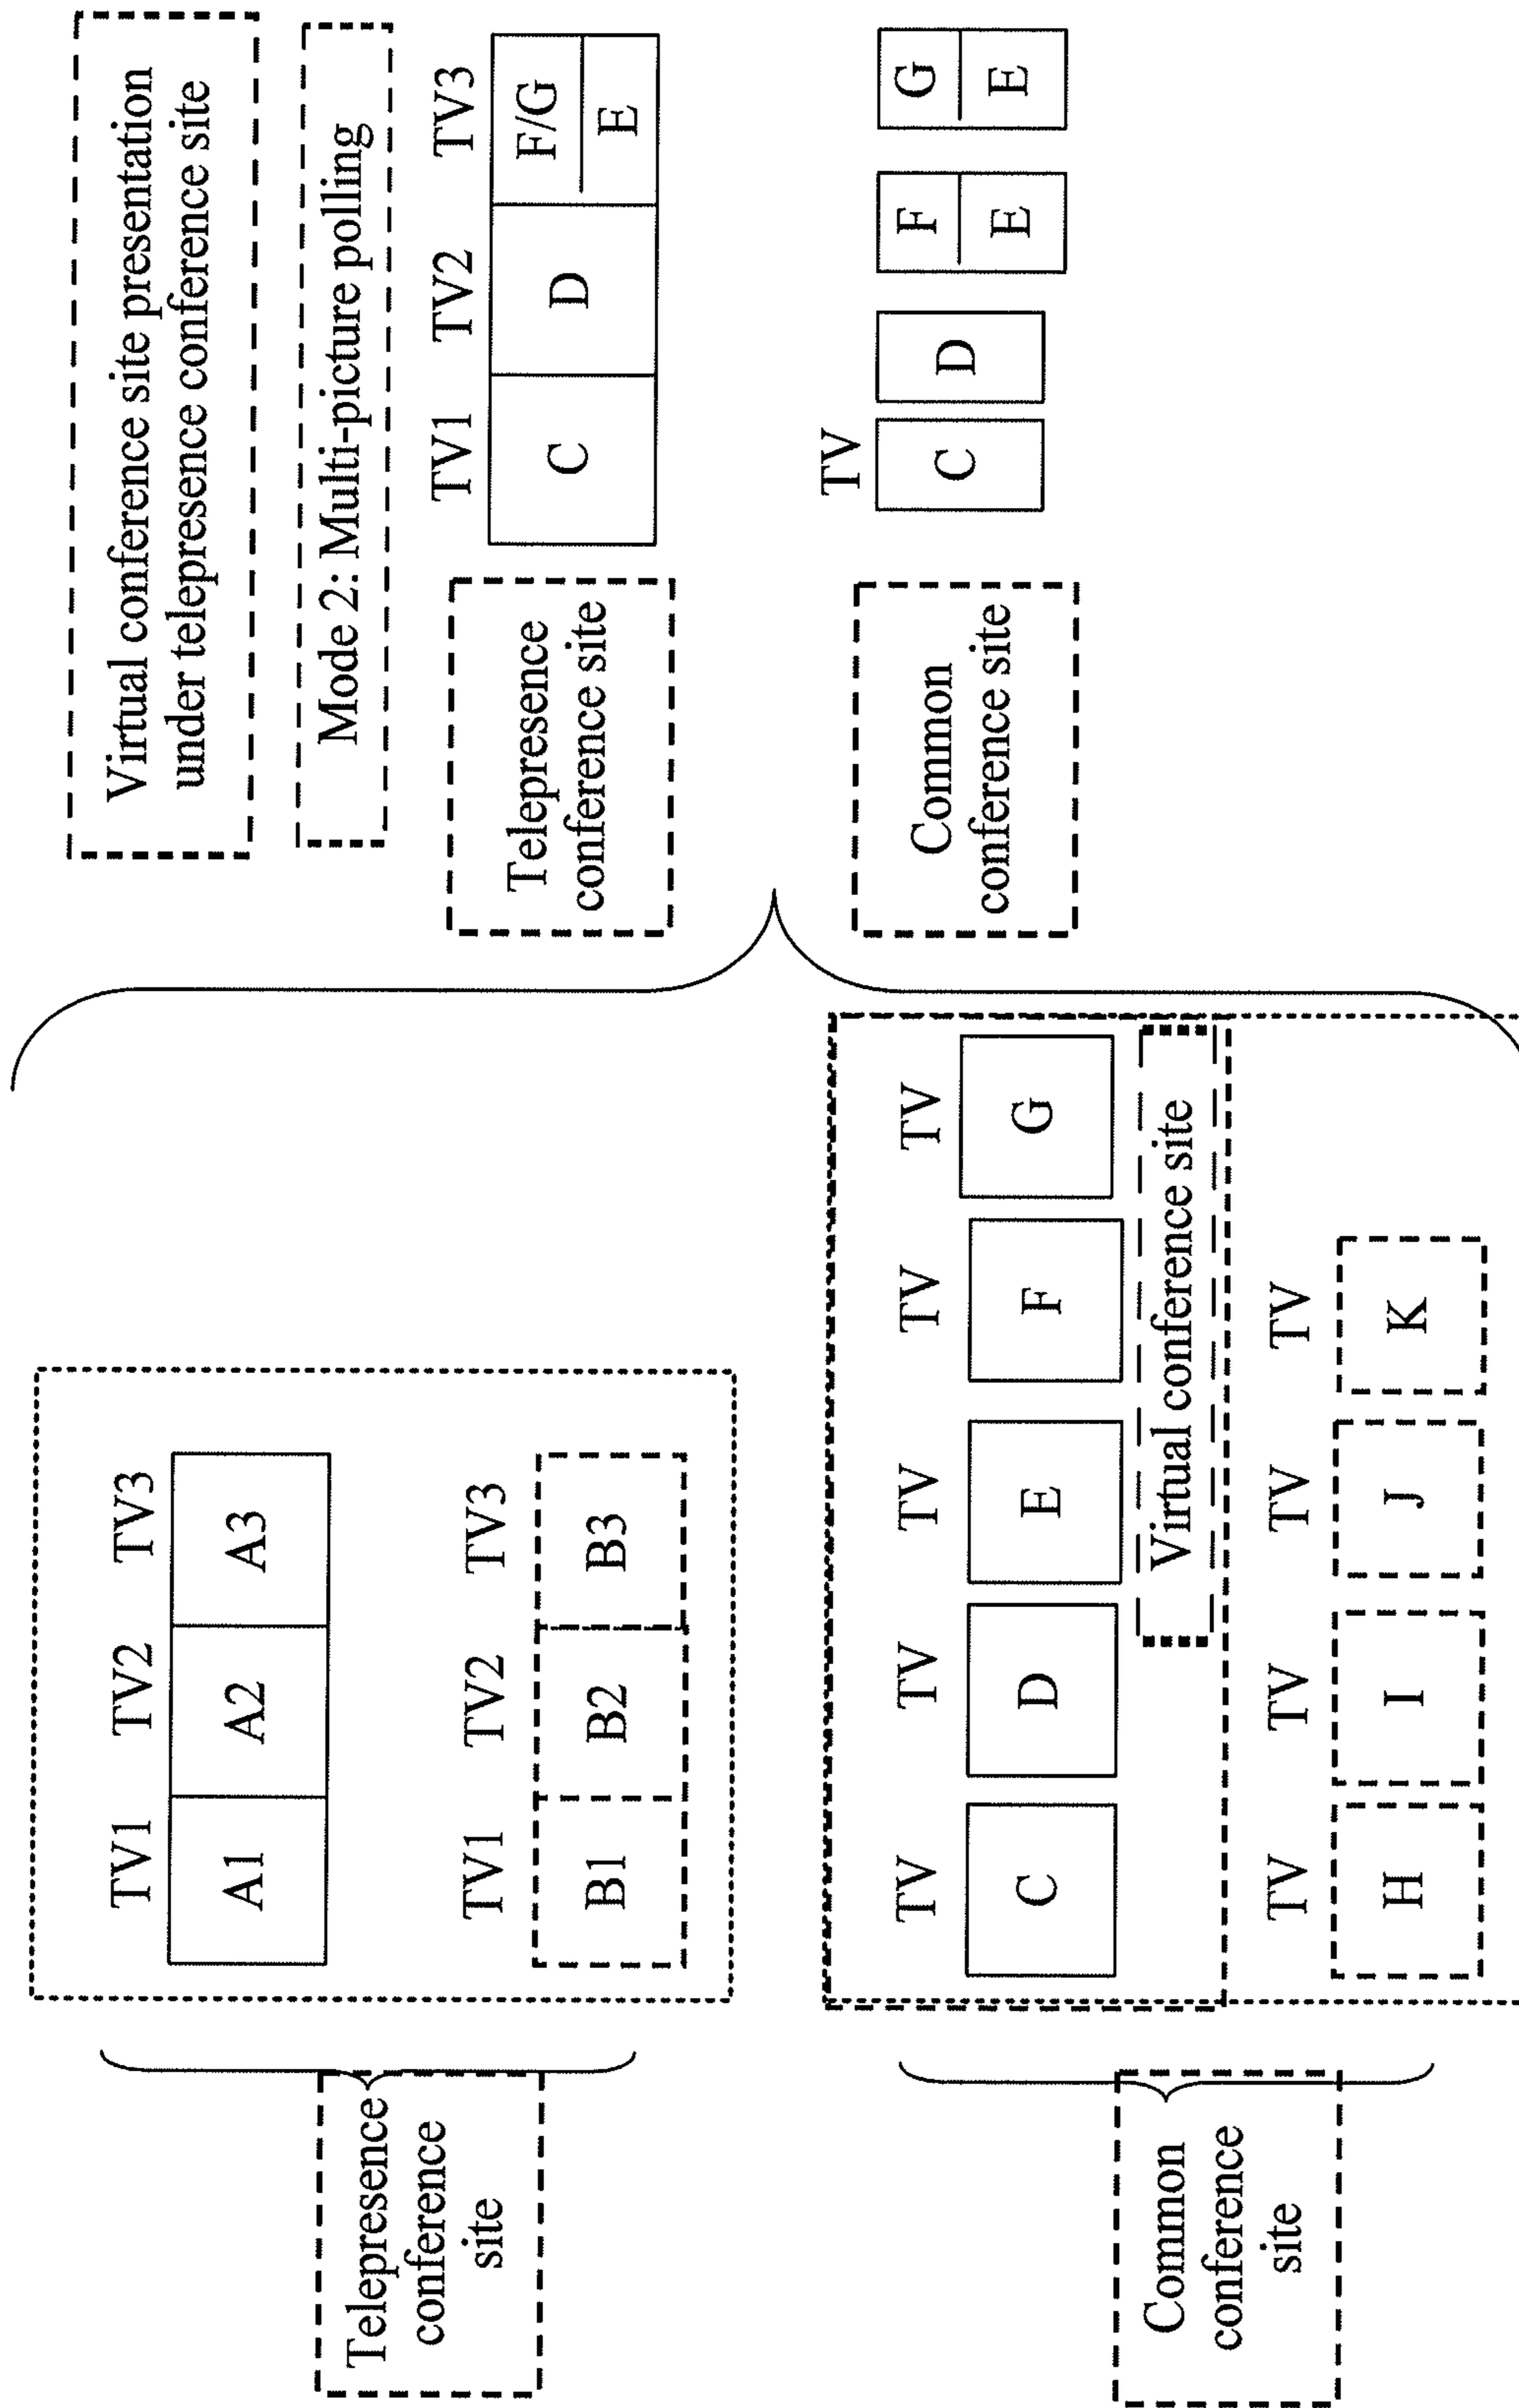 Telepresence
conference
site
TV1 TV2 TV3
A1 A2 A3
TV1 TV2 TV3
B1 B2 B3
Common
conference
site
TV TV TV TV TV
C D E F G
Virtual conference site
TV TV TV TV
H I J K
Virtual conference site presentation
under telepresence conference site
Mode 2: Multi-picture polling
Telepresence
conference site
TV1 TV2 TV3
C D F/G
E
Common
conference site
TV
C D F G
E E